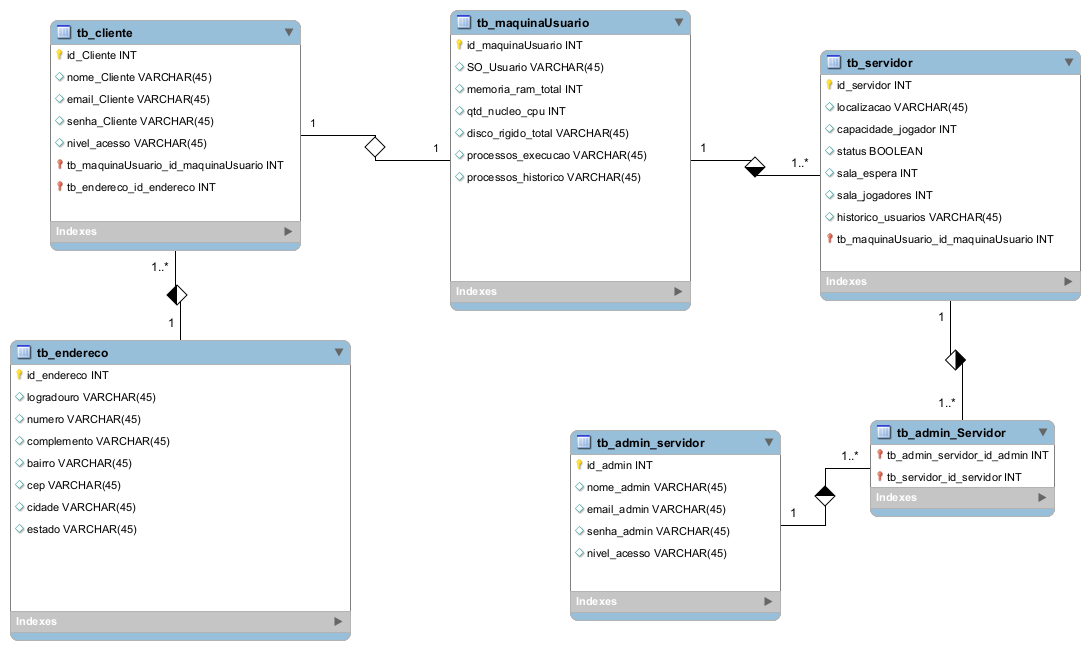 tb_cliente
id_Cliente INT
nome_Cliente VARCHAR(45)
email_Cliente VARCHAR(45)
senha_Cliente VARCHAR(45)
nivel_acesso VARCHAR(45)
tb_maquinaUsuario_id_maquinaUsuario INT
tb_endereco_id_endereco INT
Indexes
1
1
tb_maquinaUsuario
id_maquinaUsuario INT
SO_Usuario VARCHAR(45)
memoria_ram_total INT
qtd_nucleo_cpu INT
disco_rigido_total VARCHAR(45)
processos_execucao VARCHAR(45)
processos_historico VARCHAR(45)
Indexes
1
1..*
tb_servidor
id_servidor INT
localizacao VARCHAR(45)
capacidade_jogador INT
status BOOLEAN
sala_espera INT
sala_jogadores INT
historico_usuarios VARCHAR(45)
tb_maquinaUsuario_id_maquinaUsuario INT
Indexes
1..*
1
tb_endereco
id_endereco INT
logradouro VARCHAR(45)
numero VARCHAR(45)
complemento VARCHAR(45)
bairro VARCHAR(45)
cep VARCHAR(45)
cidade VARCHAR(45)
estado VARCHAR(45)
Indexes
tb_admin_servidor
id_admin INT
nome_admin VARCHAR(45)
email_admin VARCHAR(45)
senha_admin VARCHAR(45)
nivel_acesso VARCHAR(45)
Indexes
1
1..*
1
1..*
tb_admin_Servidor
tb_admin_servidor_id_admin INT
tb_servidor_id_servidor INT
Indexes